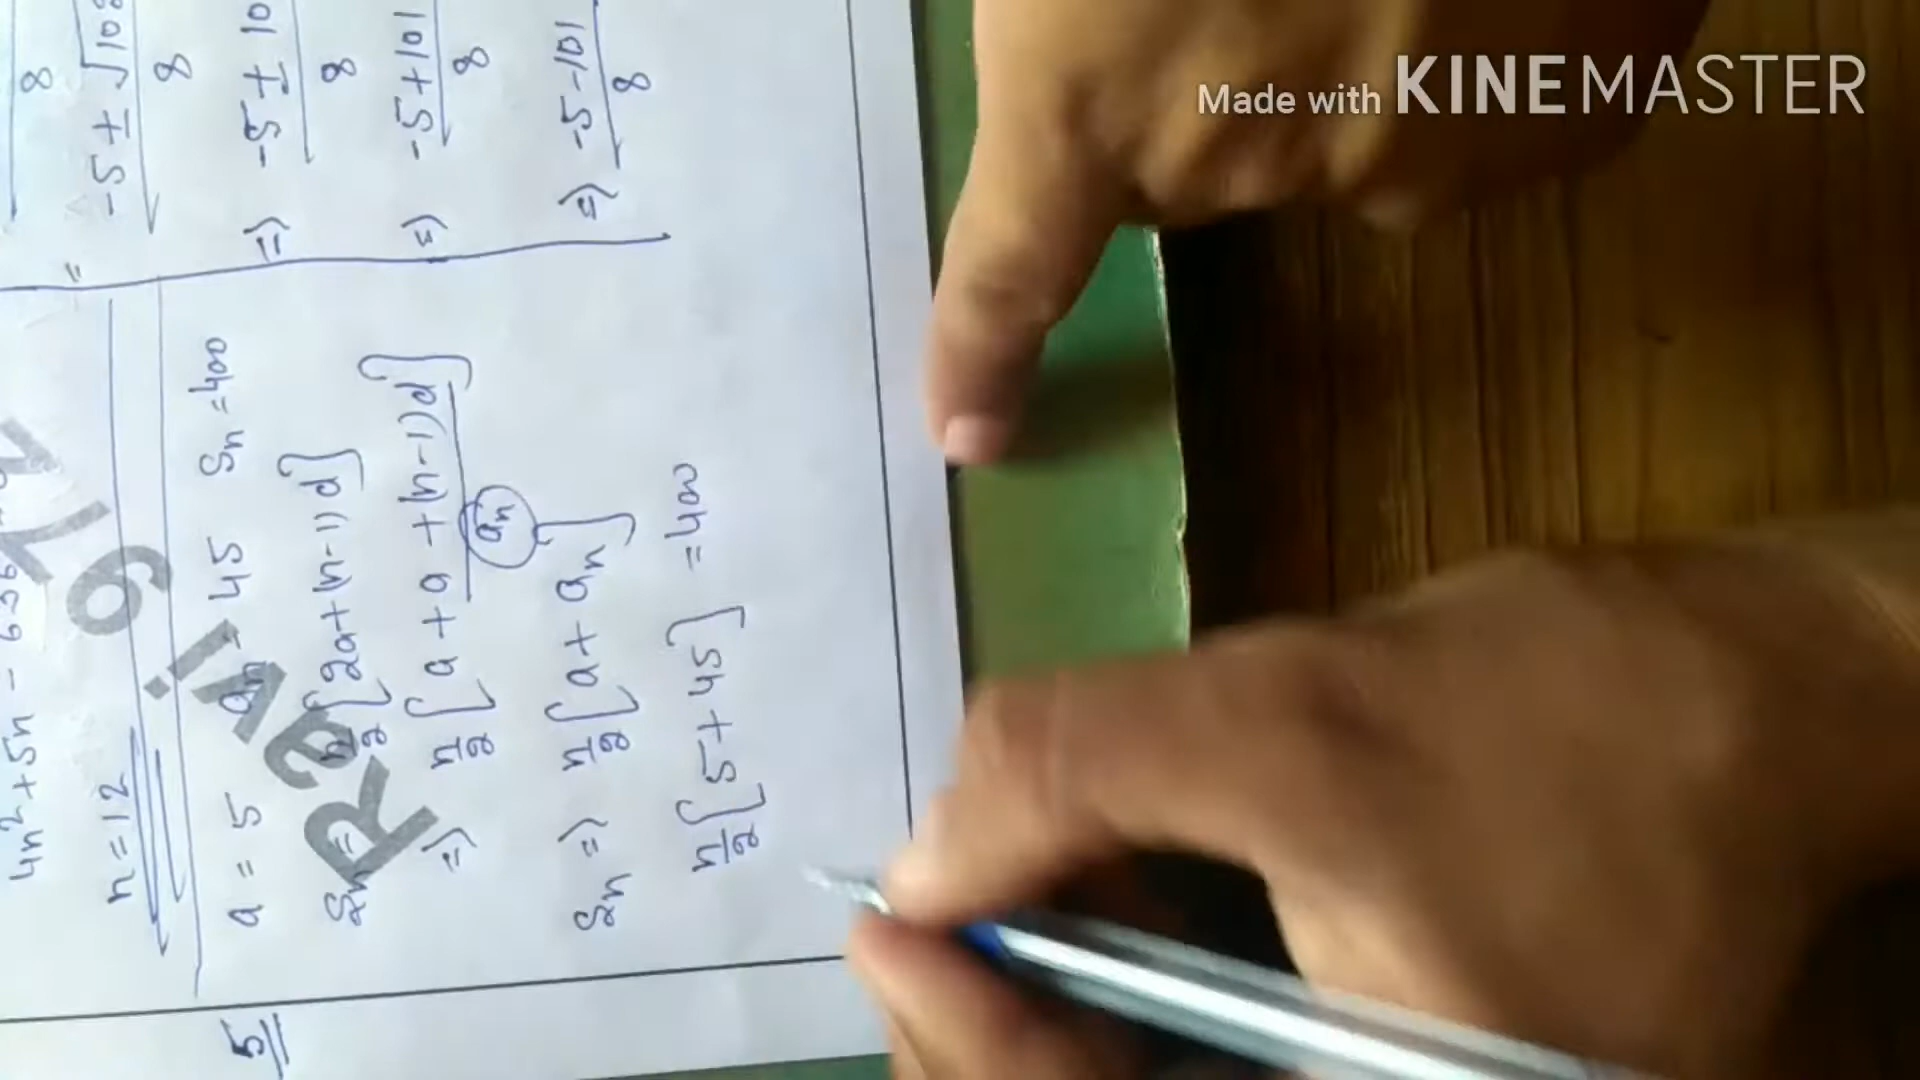 Made with KINEMASTER
4n²+5n - 636
n=12
5
a = 5 an = 45 Sn = 400
Sn = n/2 [2a+(n-1)d]
=) n/2 [a + a + (n-1)d]
an
Sn =) n/2 [a + an]
n/2 [5+45] = 400
8
=
-5 ± √10
8
=) -5 ± 10
8
=) -5+101
8
=) -5-101
8
Ravi 97